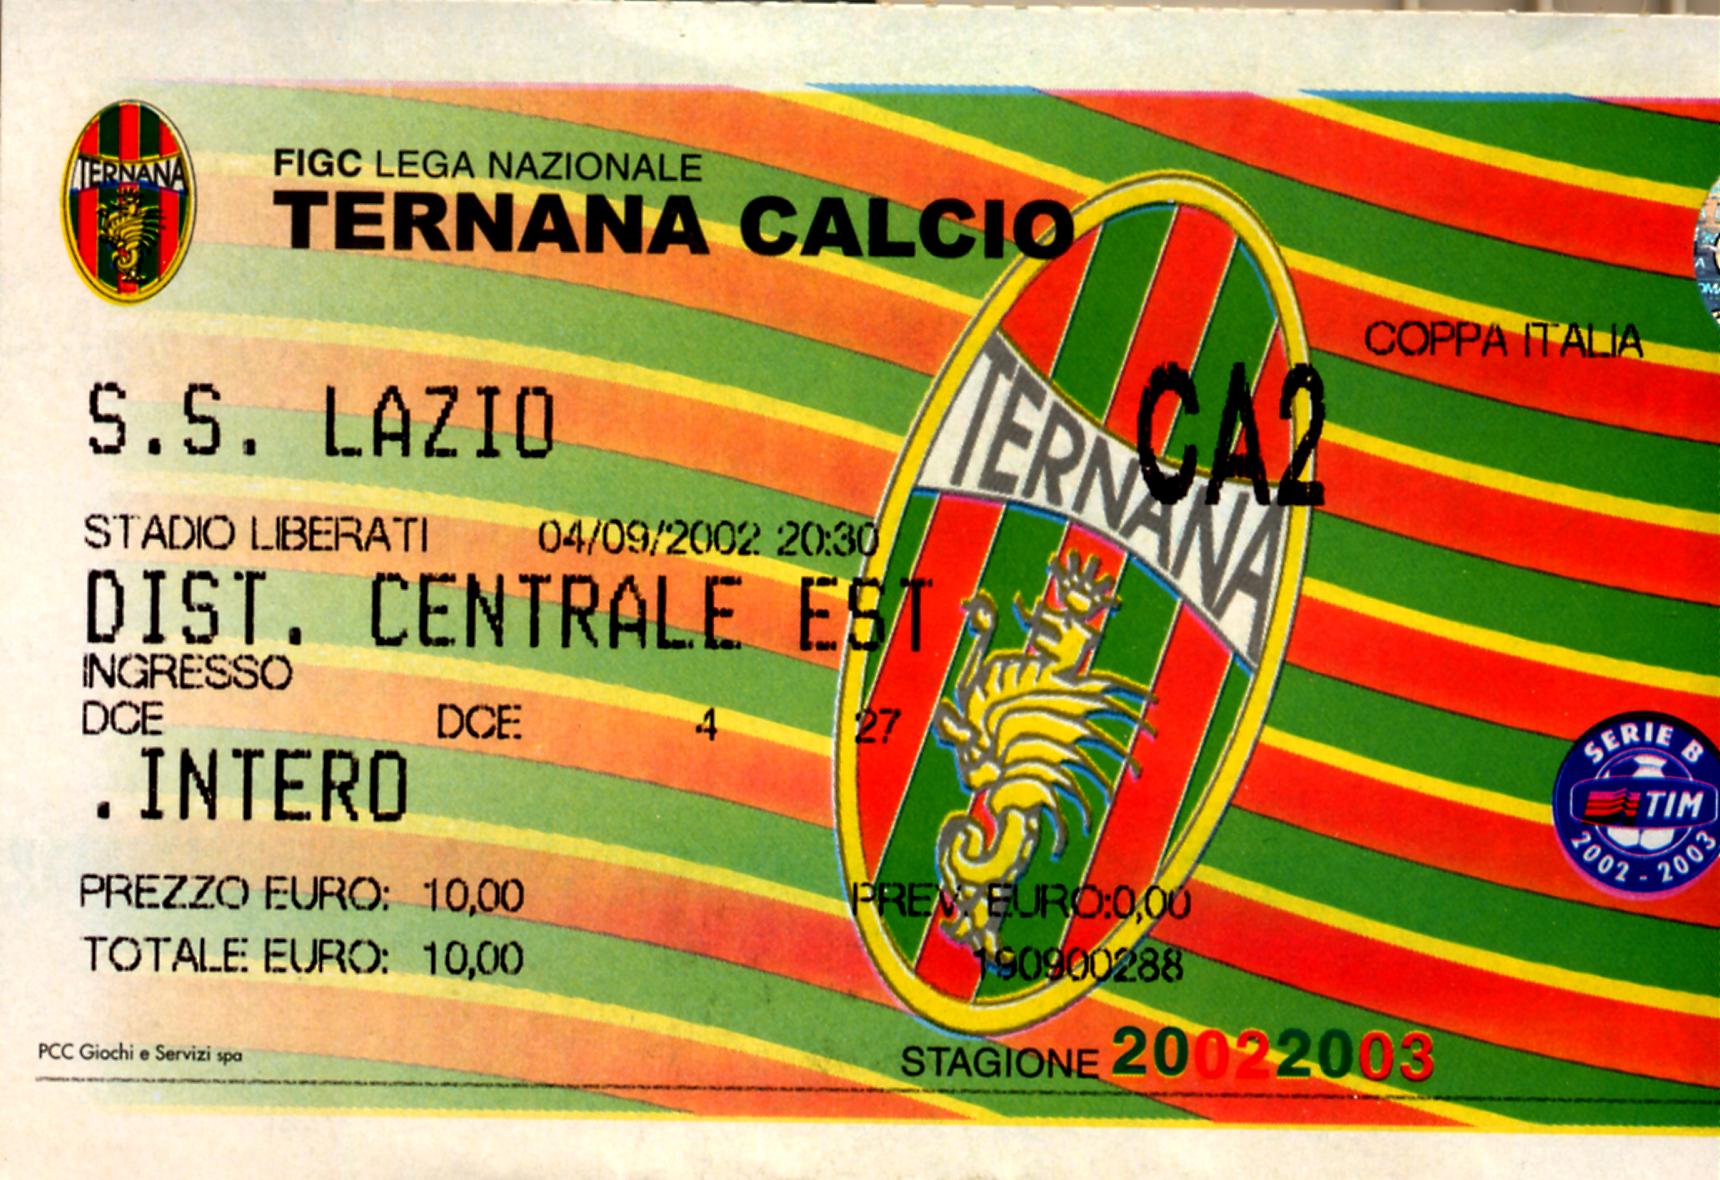 TERNANA
FIGC LEGA NAZIONALE
TERNANA CALCIO
COPPA ITALIA
S.S. LAZIO
CA2
TERNANA
STADIO LIBERATI 04/09/2002 20:30
DIST. CENTRALE EST
INGRESSO
DCE DCE 4 27
.INTERO
SERIE B
TIM
2002 - 2003
PREZZO EURO: 10,00 PREV. EURO:0,00
TOTALE EURO: 10,00 190900288
PCC Giochi e Servizi spa
STAGIONE 20022003